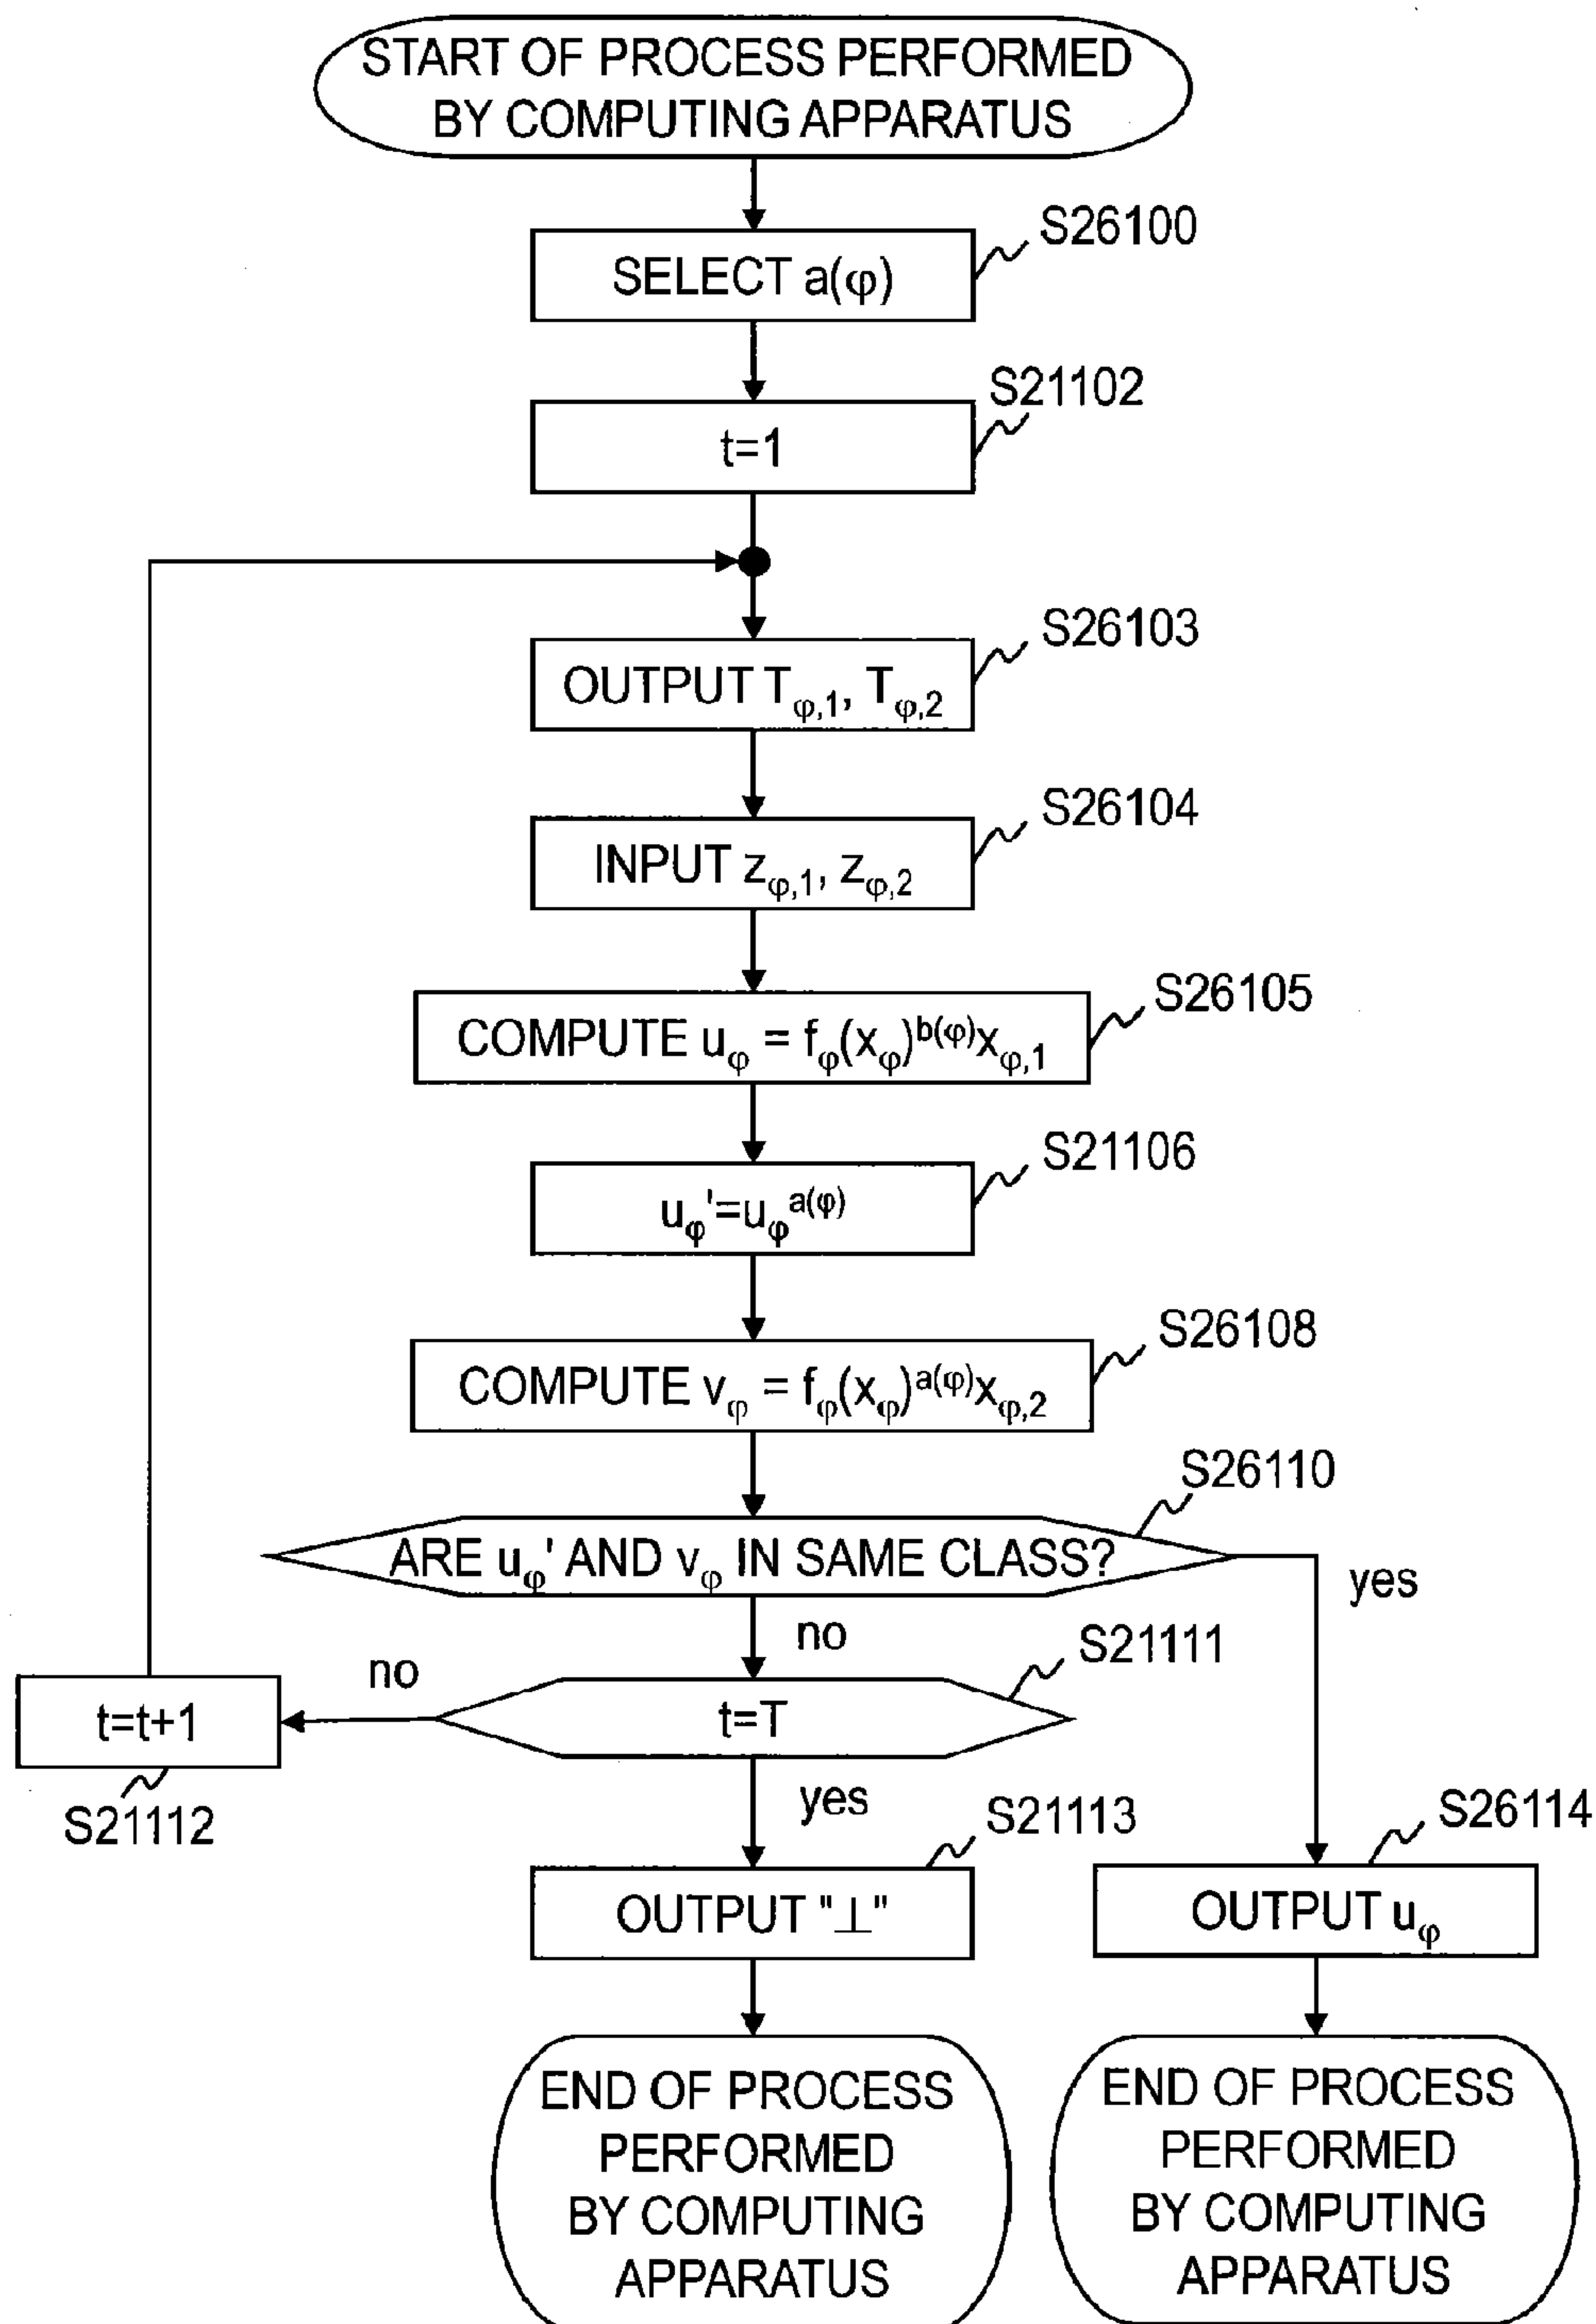 START OF PROCESS PERFORMED
BY COMPUTING APPARATUS
S26100
SELECT a(φ)
S21102
t=1
S26103
OUTPUT Tφ,1, Tφ,2
S26104
INPUT zφ,1, zφ,2
S26105
COMPUTE uφ = fφ(xφ)b(φ)xφ,1
S21106
uφ'=uφa(φ)
S26108
COMPUTE vφ = fφ(xφ)a(φ)xφ,2
S26110
ARE uφ' AND vφ IN SAME CLASS?
yes
no
S21111
no
t=T
t=t+1
S21112
yes
S21113
S26114
OUTPUT "⊥"
OUTPUT uφ
END OF PROCESS
PERFORMED
BY COMPUTING
APPARATUS
END OF PROCESS
PERFORMED
BY COMPUTING
APPARATUS